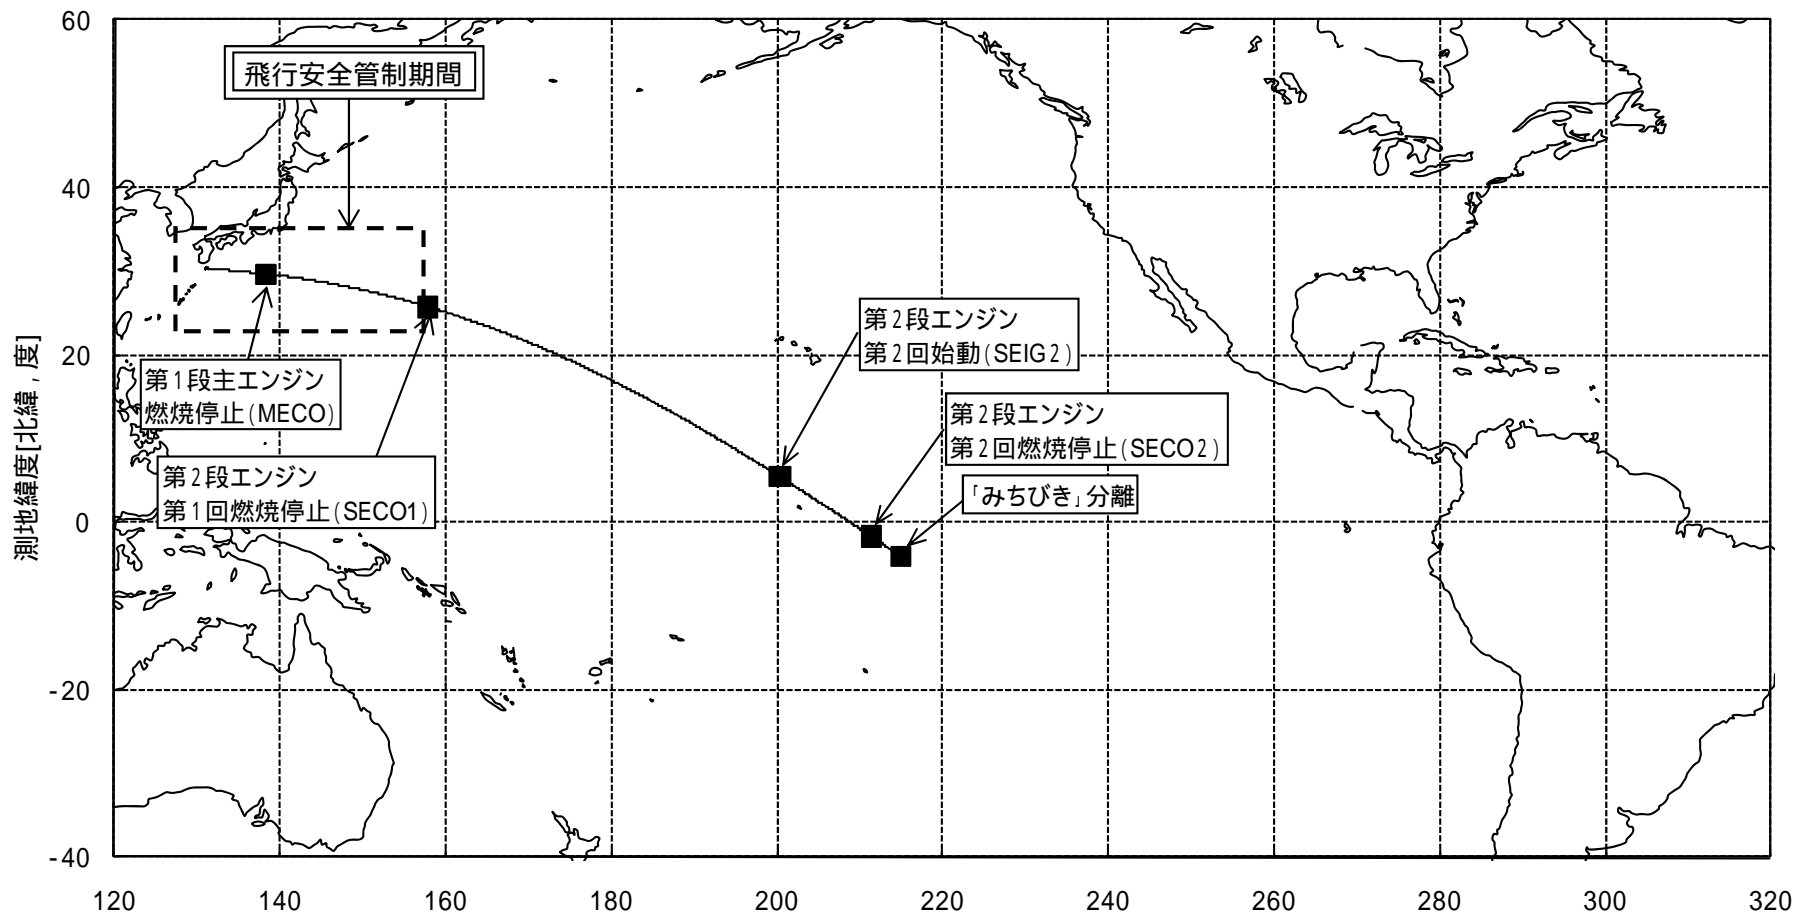 60
飛行安全管制期間
40
20
0
-20
-40
測地緯度[北緯,度]
第1段主エンジン
燃焼停止(MECO)
第2段エンジン
第1回燃焼停止(SECO1)
第2段エンジン
第2回始動(SEIG2)
第2段エンジン
第2回燃焼停止(SECO2)
「みちびき」分離
120 140 160 180 200 220 240 260 280 300 320